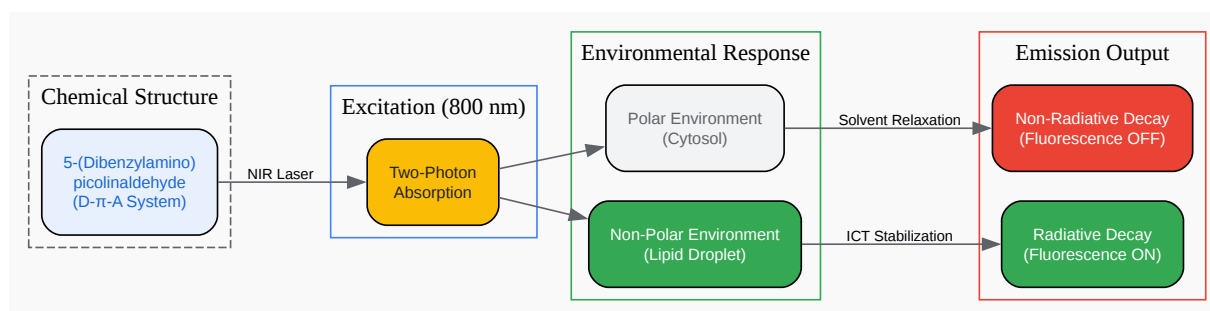 Chemical Structure
5-(Dibenzylamino)
picolinaldehyde
(D-π-A System)
NIR Laser
Excitation (800 nm)
Two-Photon
Absorption
Environmental Response
Polar Environment
(Cytosol)
Non-Polar Environment
(Lipid Droplet)
Solvent Relaxation
ICT Stabilization
Emission Output
Non-Radiative Decay
(Fluorescence OFF)
Radiative Decay
(Fluorescence ON)